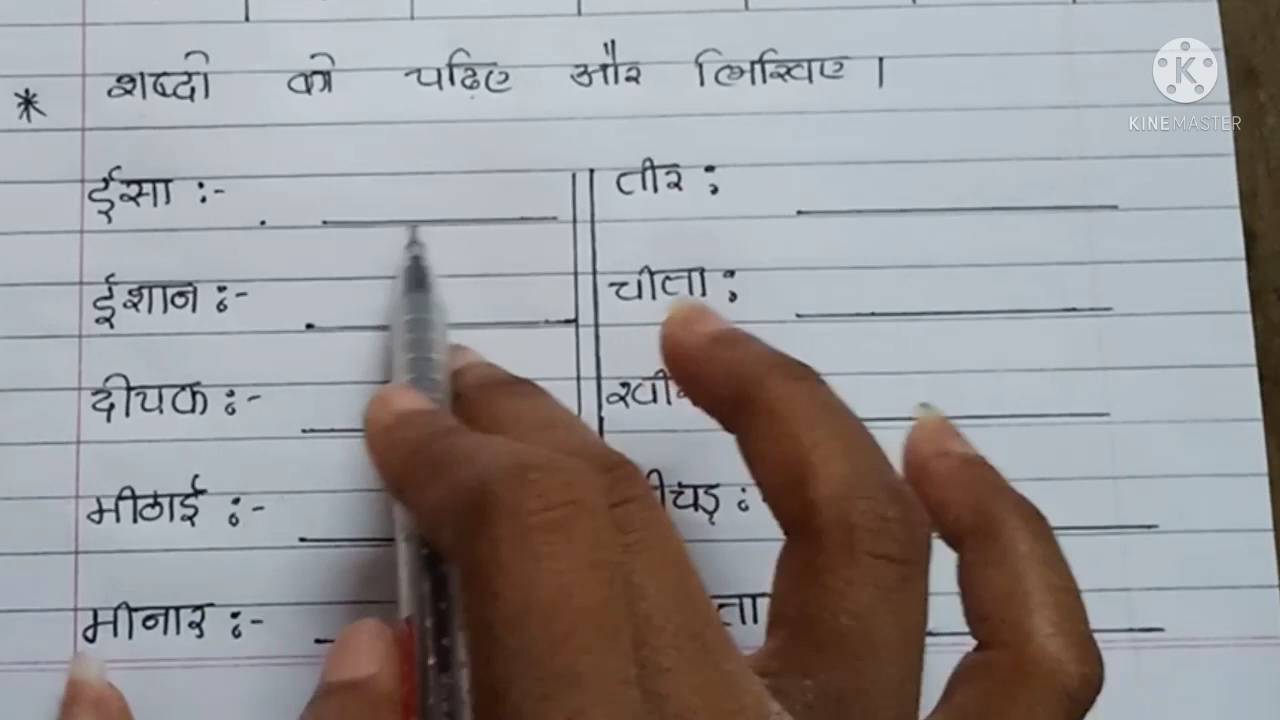 * शब्दो को पढिए और लिखिए।
KINEMASTER
ईसा :-
तीर :
ईशान :-
चीता :
दीपक :-
मीठाई :-
मीनार :-